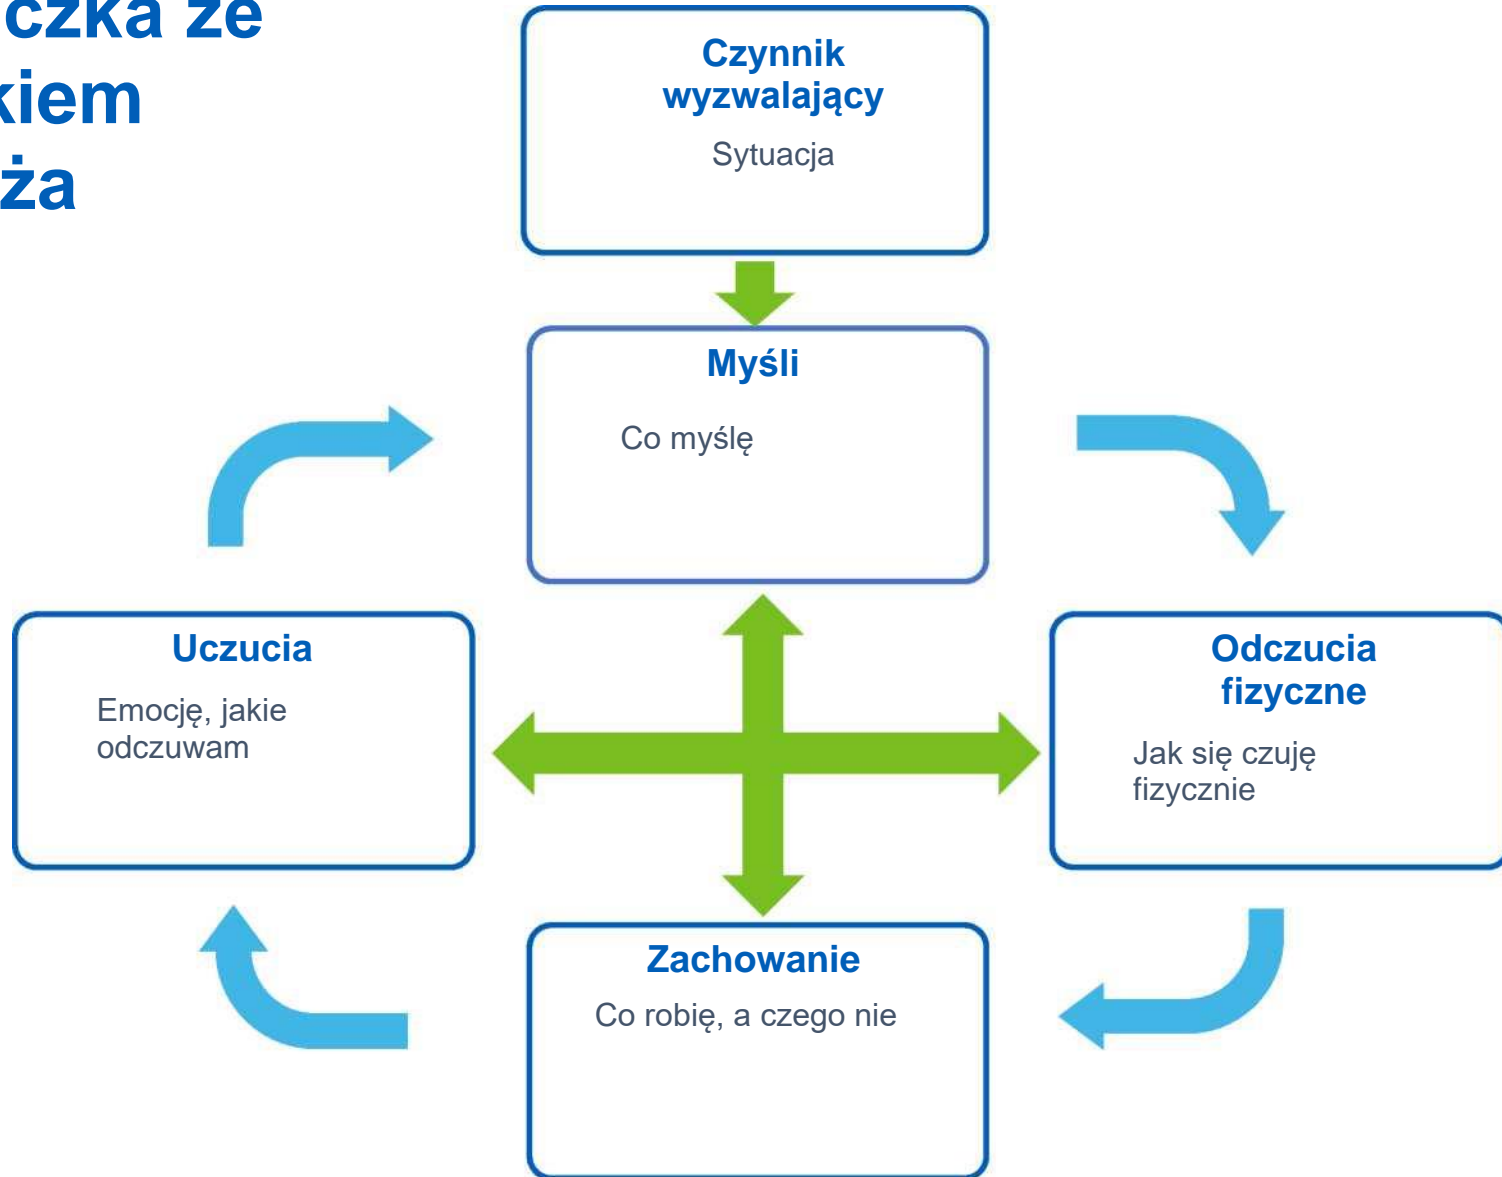 czka ze
kiem
ża
Czynnik
wyzwalający
Sytuacja
Myśli
Co myślę
Uczucia
Emocję, jakie
odczuwam
Odczucia
fizyczne
Jak się czuję
fizycznie
Zachowanie
Co robię, a czego nie